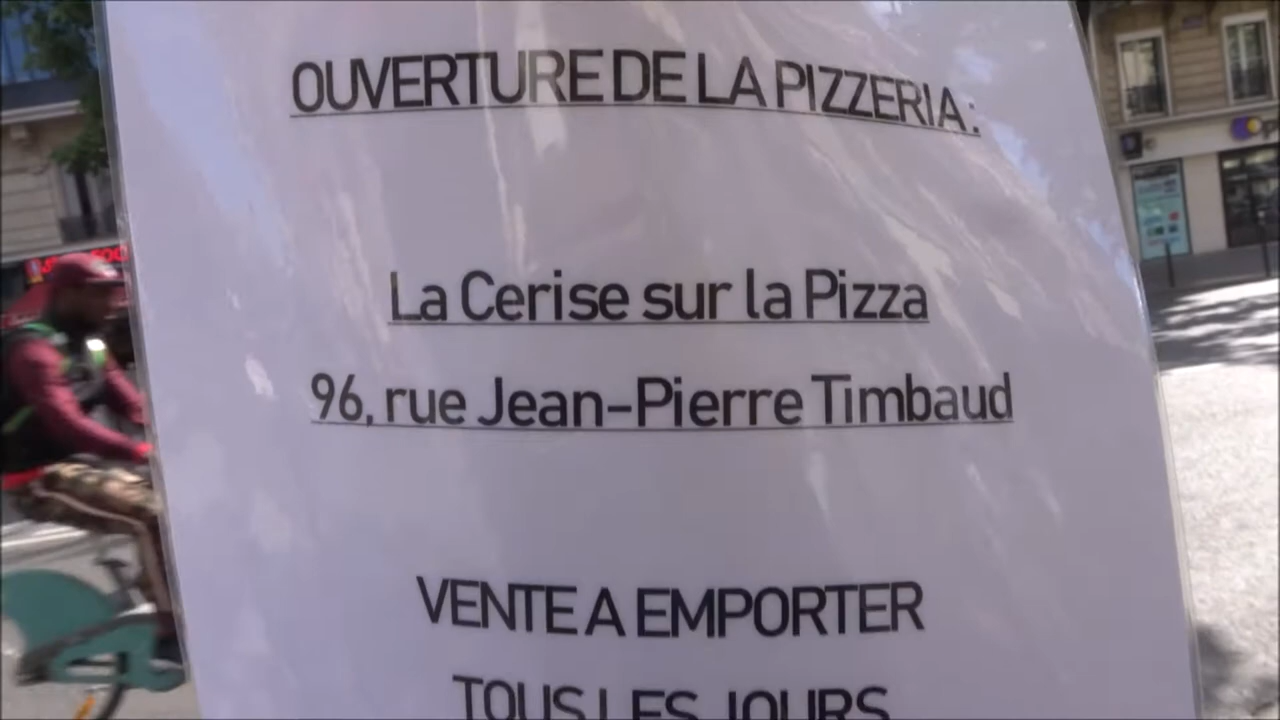 OUVERTURE DE LA PIZZERIA :
La Cerise sur la Pizza
96, rue Jean-Pierre Timbaud
VENTE A EMPORTER
TOUS LES JOURS